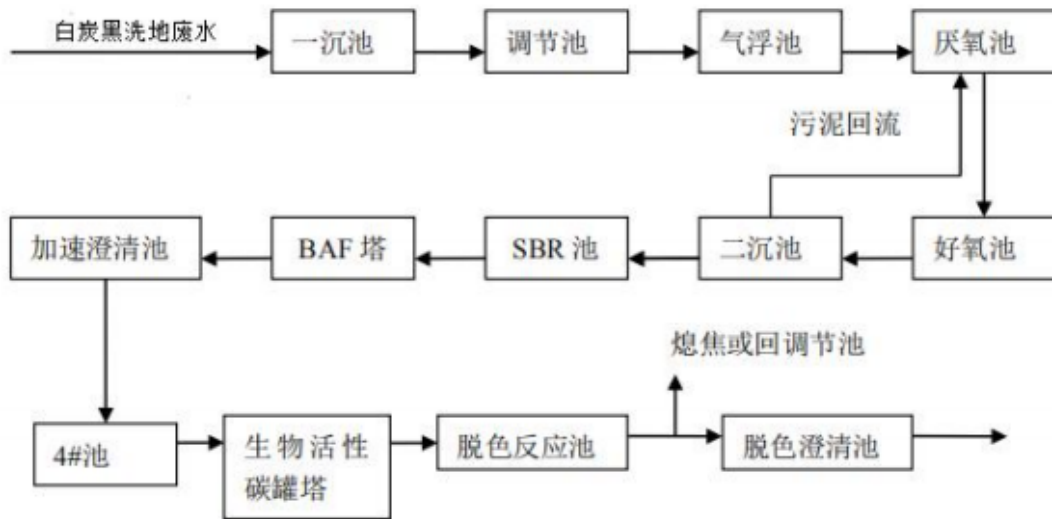 白炭黑洗地废水
一沉池
调节池
气浮池
厌氧池
污泥回流
加速澄清池
BAF 塔
SBR 池
二沉池
好氧池
熄焦或回调节池
4#池
生物活性
碳罐塔
脱色反应池
脱色澄清池